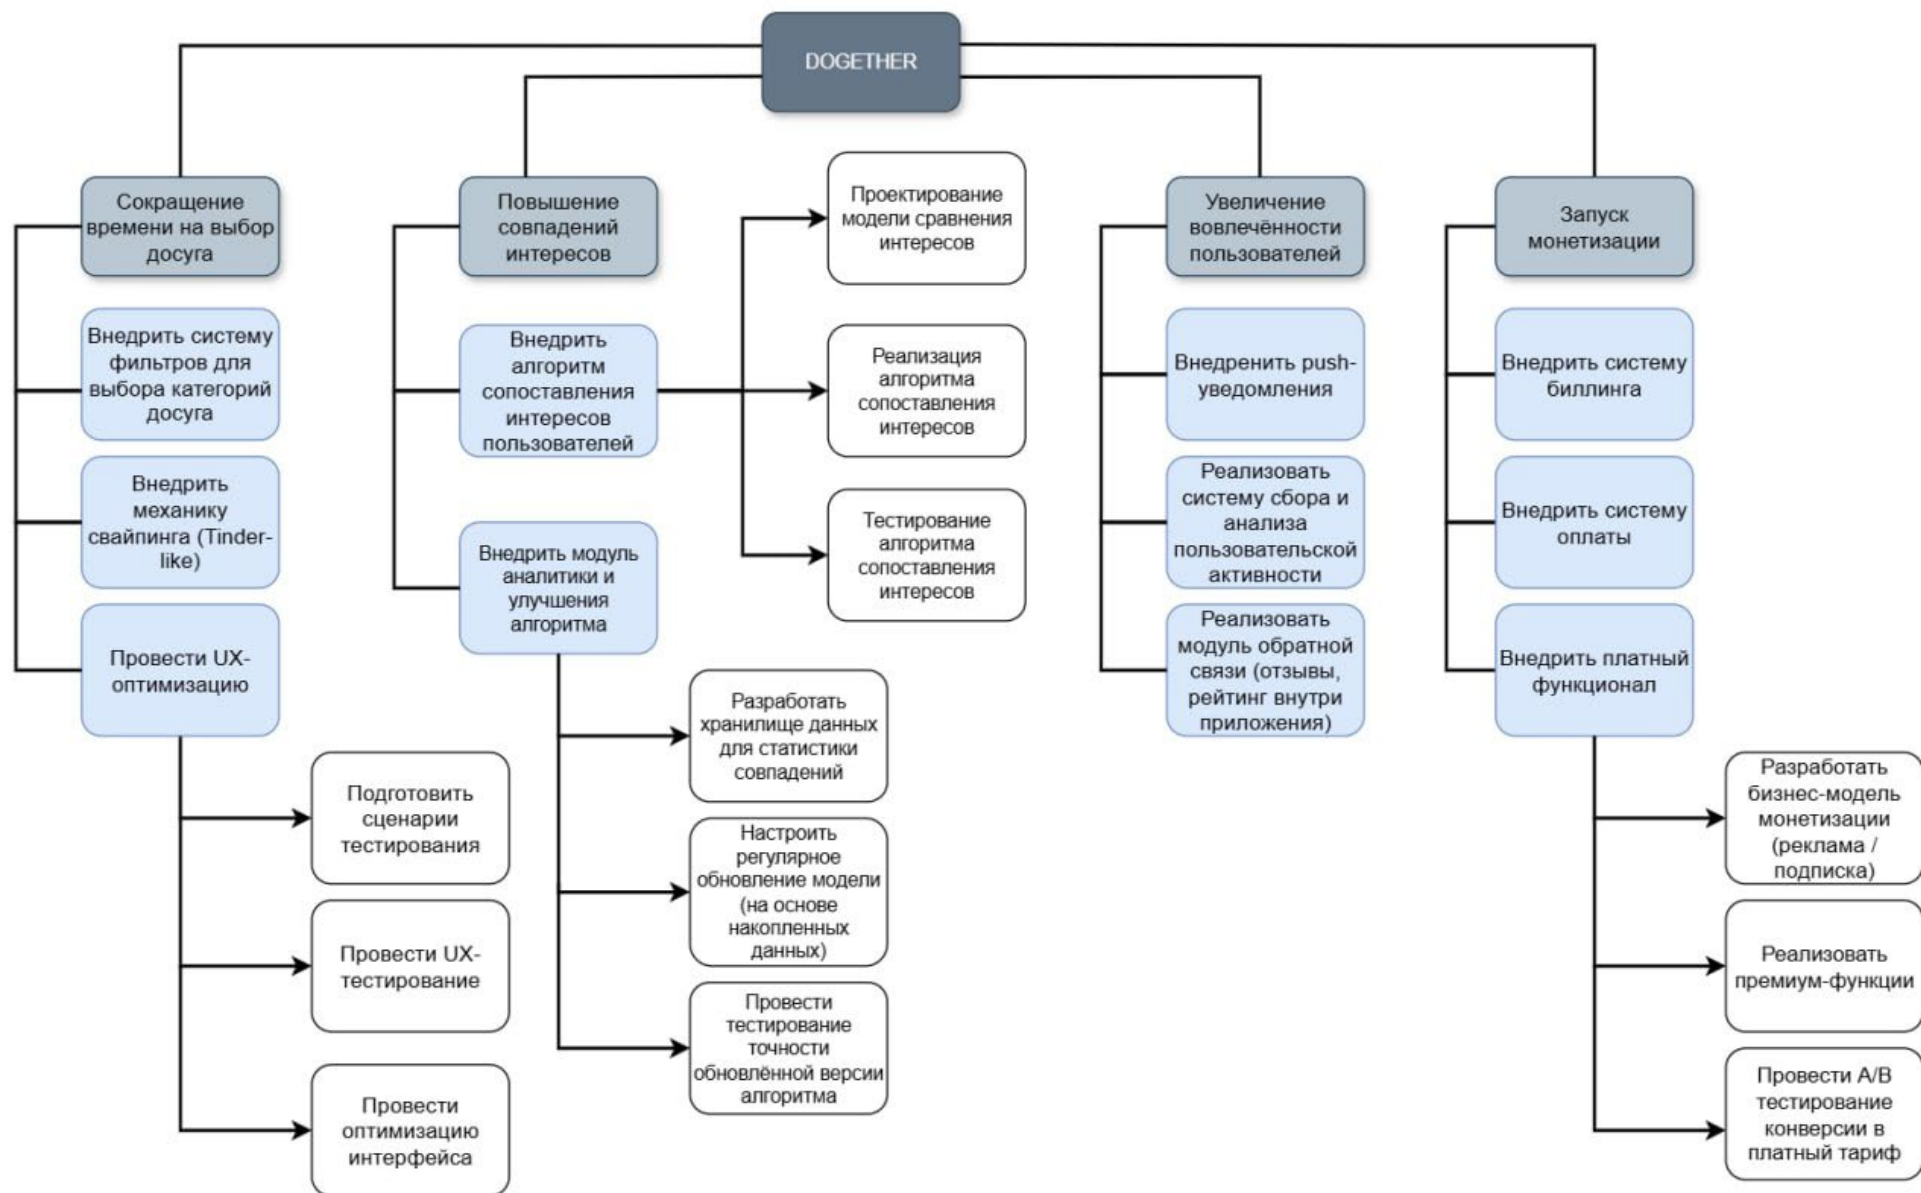 DOGETHER
Сокращение
времени на выбор
досуга
Внедрить систему
фильтров для
выбора категорий
досуга
Внедрить
механику
свайпинга (Tinder-
like)
Провести UX-
оптимизацию
Подготовить
сценарии
тестирования
Провести UX-
тестирование
Провести
оптимизацию
интерфейса
Повышение
совпадений
интересов
Внедрить
алгоритм
сопоставления
интересов
пользователей
Проектирование
модели сравнения
интересов
Реализация
алгоритма
сопоставления
интересов
Тестирование
алгоритма
сопоставления
интересов
Внедрить модуль
аналитики и
улучшения
алгоритма
Разработать
хранилище данных
для статистики
совпадений
Настроить
регулярное
обновление модели
(на основе
накопленных
данных)
Провести
тестирование
точности
обновлённой версии
алгоритма
Увеличение
вовлечённости
пользователей
Внедренить push-
уведомления
Реализовать
систему сбора и
анализа
пользовательской
активности
Реализовать
модуль обратной
связи (отзывы,
рейтинг внутри
приложения)
Запуск
монетизации
Внедрить систему
биллинга
Внедрить систему
оплаты
Внедрить платный
функционал
Разработать
бизнес-модель
монетизации
(реклама /
подписка)
Реализовать
премиум-функции
Провести A/B
тестирование
конверсии в
платный тариф